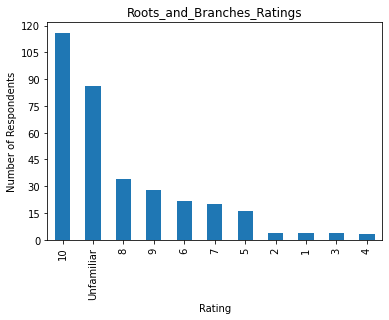 Roots_and_Branches_Ratings
Number of Respondents
120
105
90
75
60
45
30
15
0
10 Unfamiliar 8 9 6 7 5 2 1 3 4
Rating